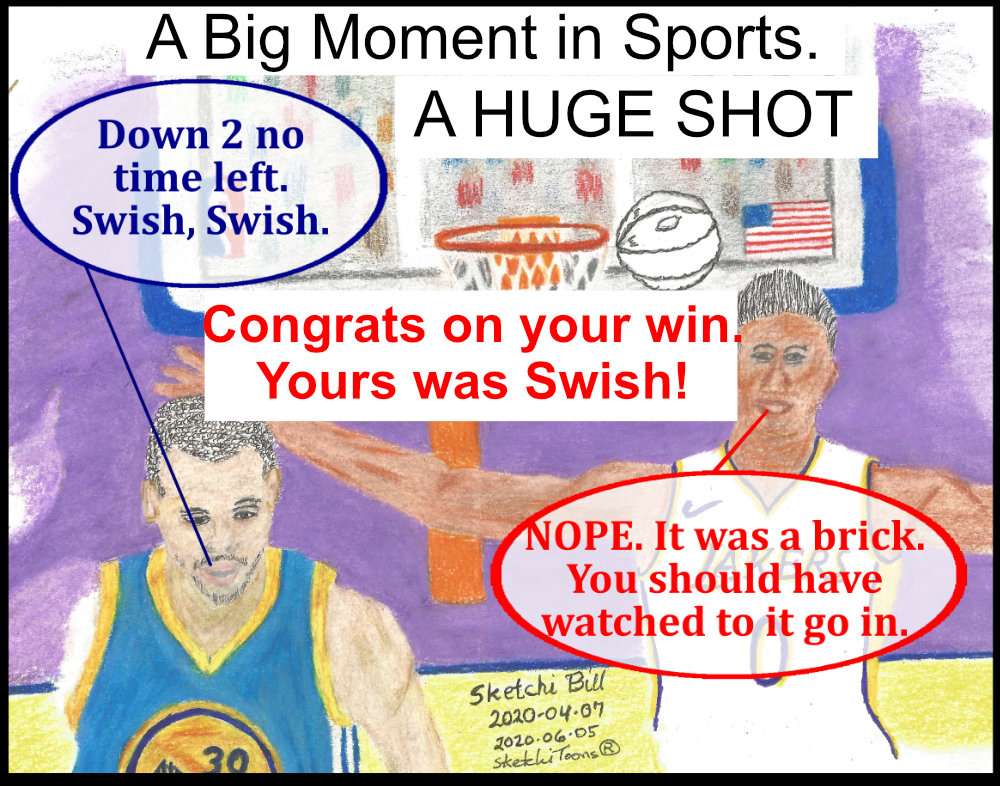 A Big Moment in Sports.
A HUGE SHOT
Down 2 no
time left.
Swish, Swish.
Congrats on your win.
Yours was Swish!
NOPE. It was a brick.
You should have
watched to it go in.
AKERS
0
30
Sketchi Bill
2020-04-07
2020-06-05
SketchiToons®